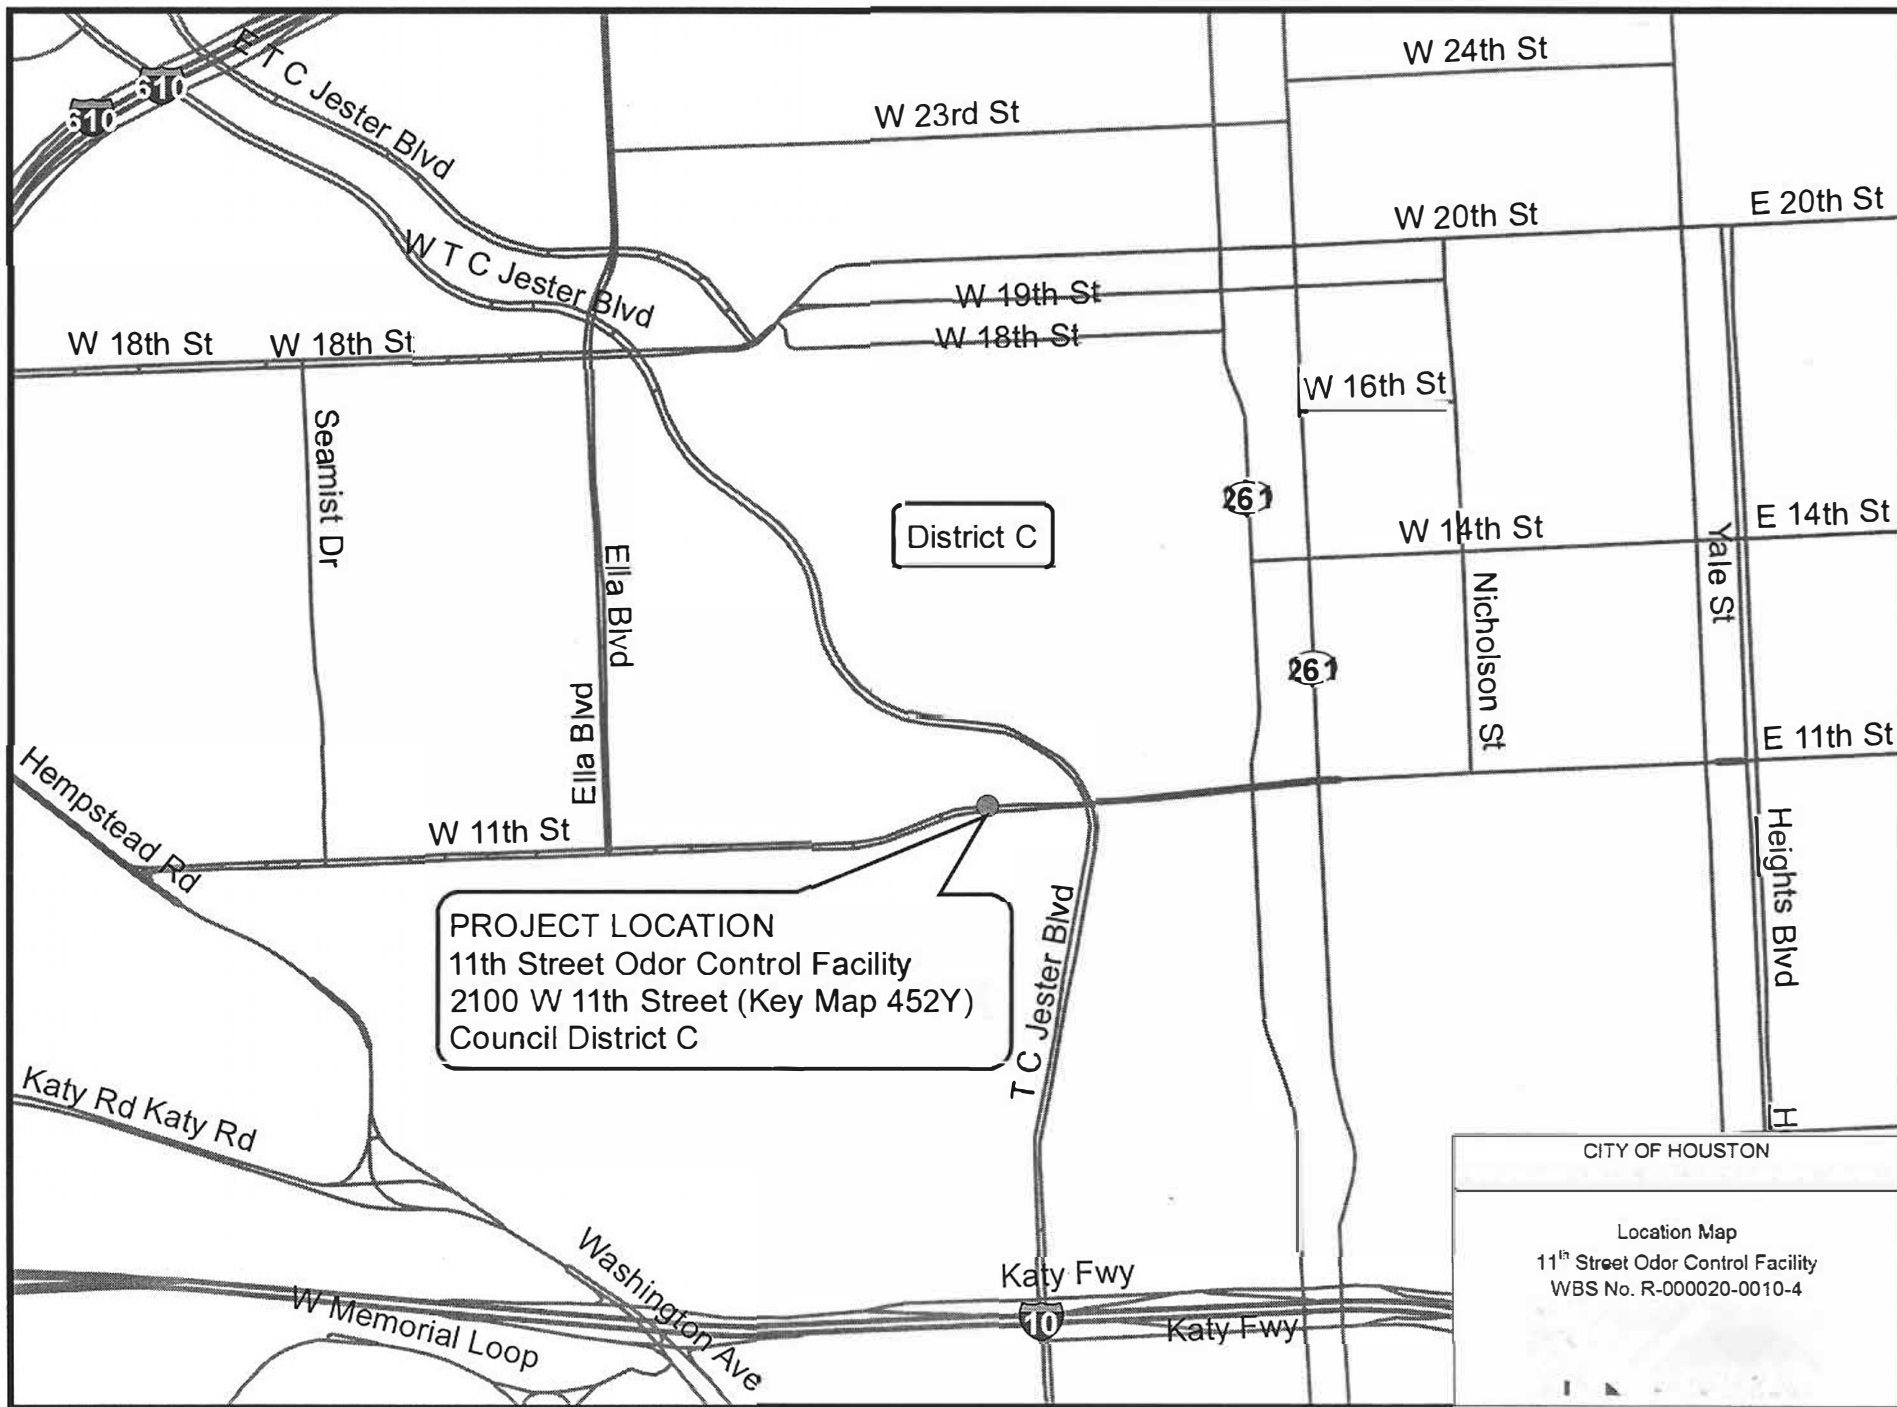 E T C Jester Blvd
610
610
W 24th St
W 23rd St
E 20th St
W 20th St
W T C Jester Blvd
W 19th St
W 18th St
W 18th St
W 18th St
W 16th St
Seamist Dr
261
District C
W 14th St
E 14th St
Yale St
Ella Blvd
Nicholson St
261
Ella Blvd
E 11th St
Hempstead Rd
W 11th St
Heights Blvd
PROJECT LOCATION
11th Street Odor Control Facility
2100 W 11th Street (Key Map 452Y)
Council District C
T C Jester Blvd
Katy Rd Katy Rd
H
CITY OF HOUSTON
Location Map
11th Street Odor Control Facility
WBS No. R-000020-0010-4
Washington Ave
Katy Fwy
10
Katy Fwy
W Memorial Loop